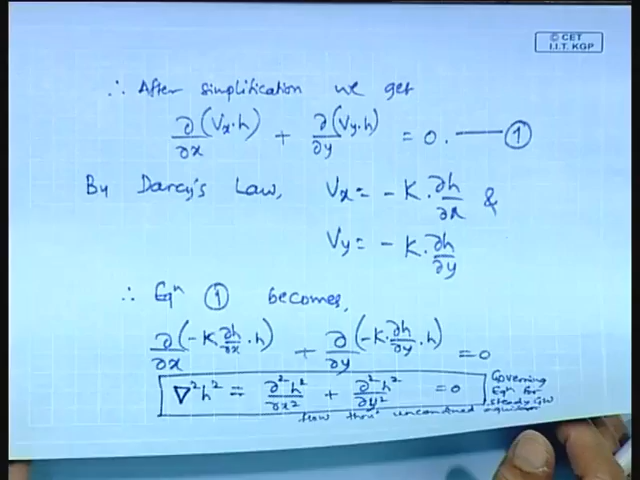 © CET
I.I.T. KGP
∴ After simplification we get
∂(Vx·h)/∂x + ∂(Vy·h)/∂y = 0. — ①
By Darcy's Law, Vx = - K·∂h/∂x &
Vy = - K·∂h/∂y
∴ Eqn ① becomes,
∂/∂x(-K ∂h/∂x · h) + ∂/∂y(-K·∂h/∂y · h) = 0
∇²h² = ∂²h²/∂x² + ∂²h²/∂y² = 0
Governing
Eqn for
steady GW
flow thro' unconfined aquifer